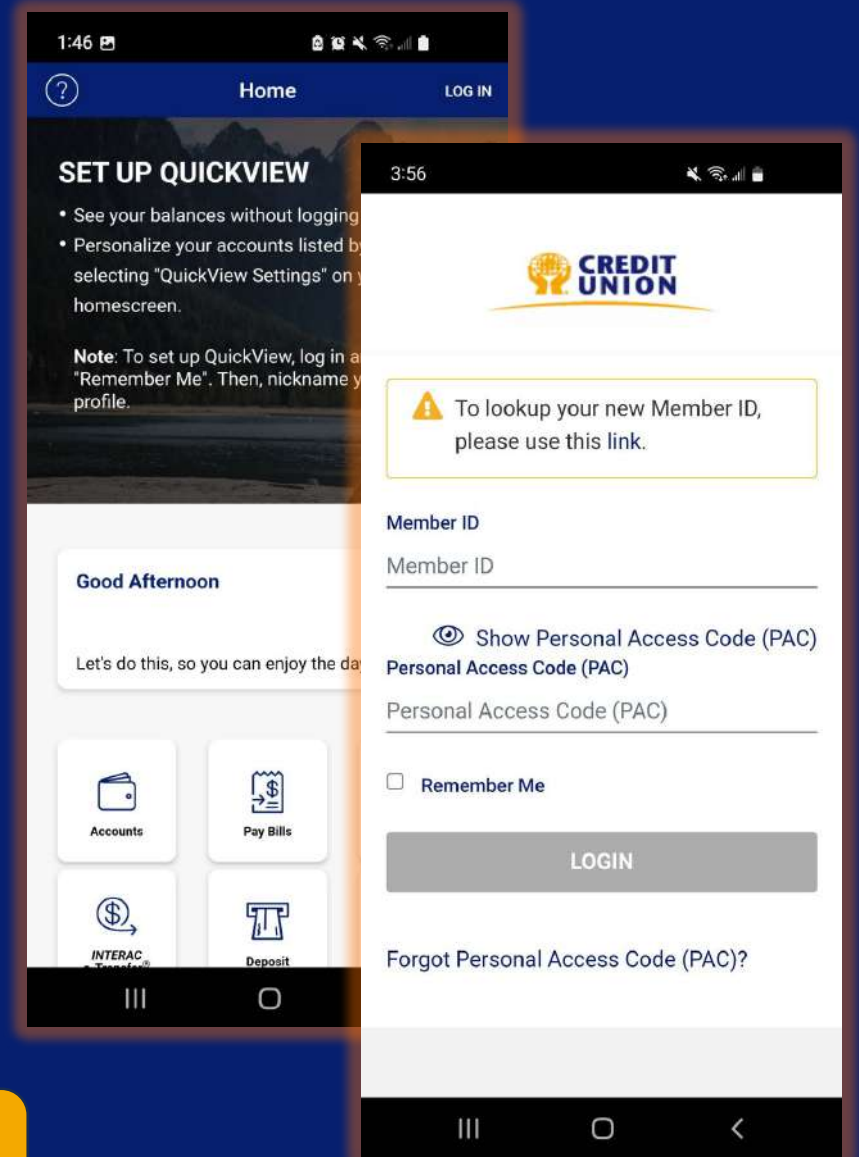 1:46
Home
LOG IN
SET UP QUICKVIEW
• See your balances without logging
• Personalize your accounts listed
selecting "QuickView Settings" on
homescreen.
Note: To set up QuickView, log in
"Remember Me". Then, nickname
profile.
Good Afternoon
Let's do this, so you can enjoy the
Accounts
Pay Bills
INTERAC
Deposit
3:56
CREDIT
UNION
To lookup your new Member ID,
please use this link.
Member ID
Member ID
Show Personal Access Code (PAC)
Personal Access Code (PAC)
Personal Access Code (PAC)
Remember Me
LOGIN
Forgot Personal Access Code (PAC)?